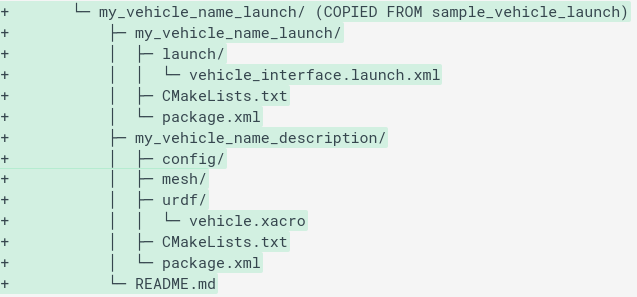 +       └─ my_vehicle_name_launch/ (COPIED FROM sample_vehicle_launch)
+          ├─ my_vehicle_name_launch/
+          │  ├─ launch/
+          │  │  └─ vehicle_interface.launch.xml
+          │  ├─ CMakeLists.txt
+          │  └─ package.xml
+          ├─ my_vehicle_name_description/
+          │  ├─ config/
+          │  ├─ mesh/
+          │  ├─ urdf/
+          │  │  └─ vehicle.xacro
+          │  ├─ CMakeLists.txt
+          │  └─ package.xml
+          └─ README.md